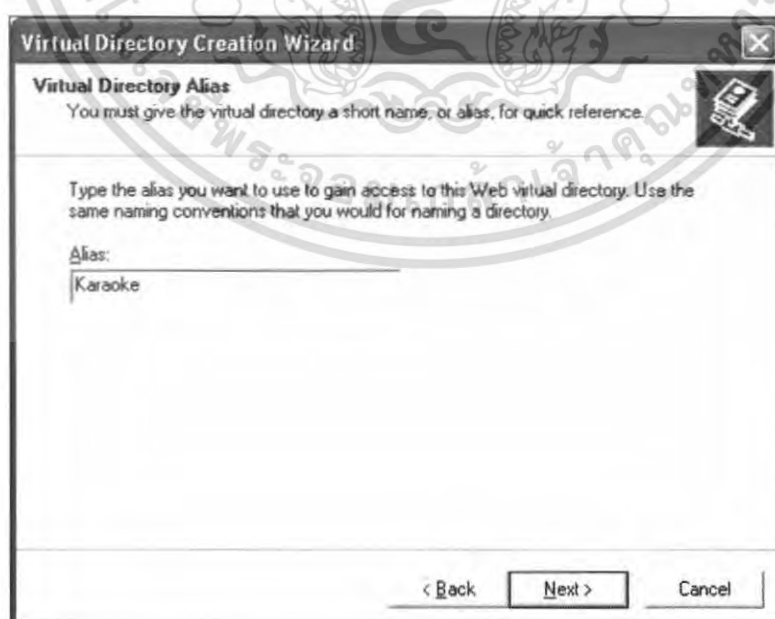 Virtual Directory Creation Wizard
Virtual Directory Alias
You must give the virtual directory a short name, or alias, for quick reference.
Type the alias you want to use to gain access to this Web virtual directory. Use the
same naming conventions that you would for naming a directory.
Alias:
Karaoke
< Back
Next >
Cancel